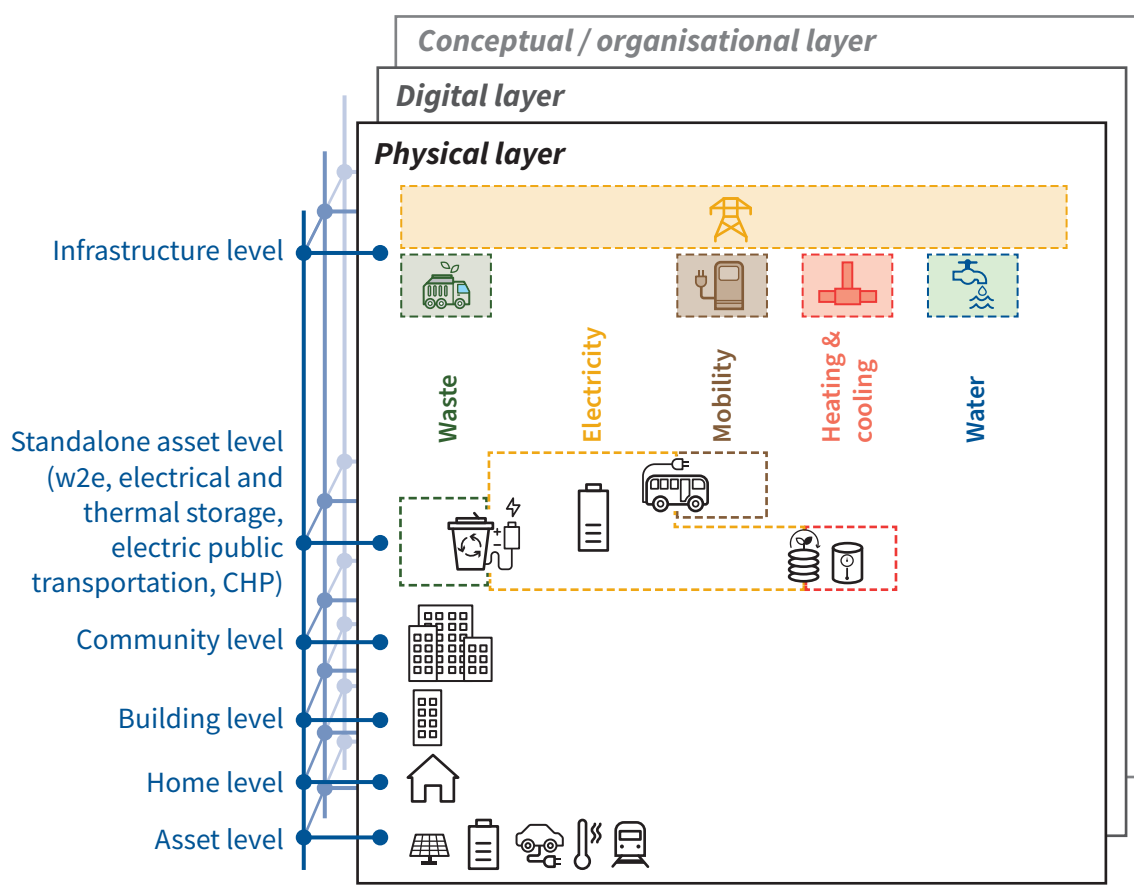 Conceptual / organisational layer
Digital layer
Physical layer
Infrastructure level
Waste
Electricity
Mobility
Heating &
cooling
Water
Standalone asset level
(w2e, electrical and
thermal storage,
electric public
transportation, CHP)
Community level
Building level
Home level
Asset level